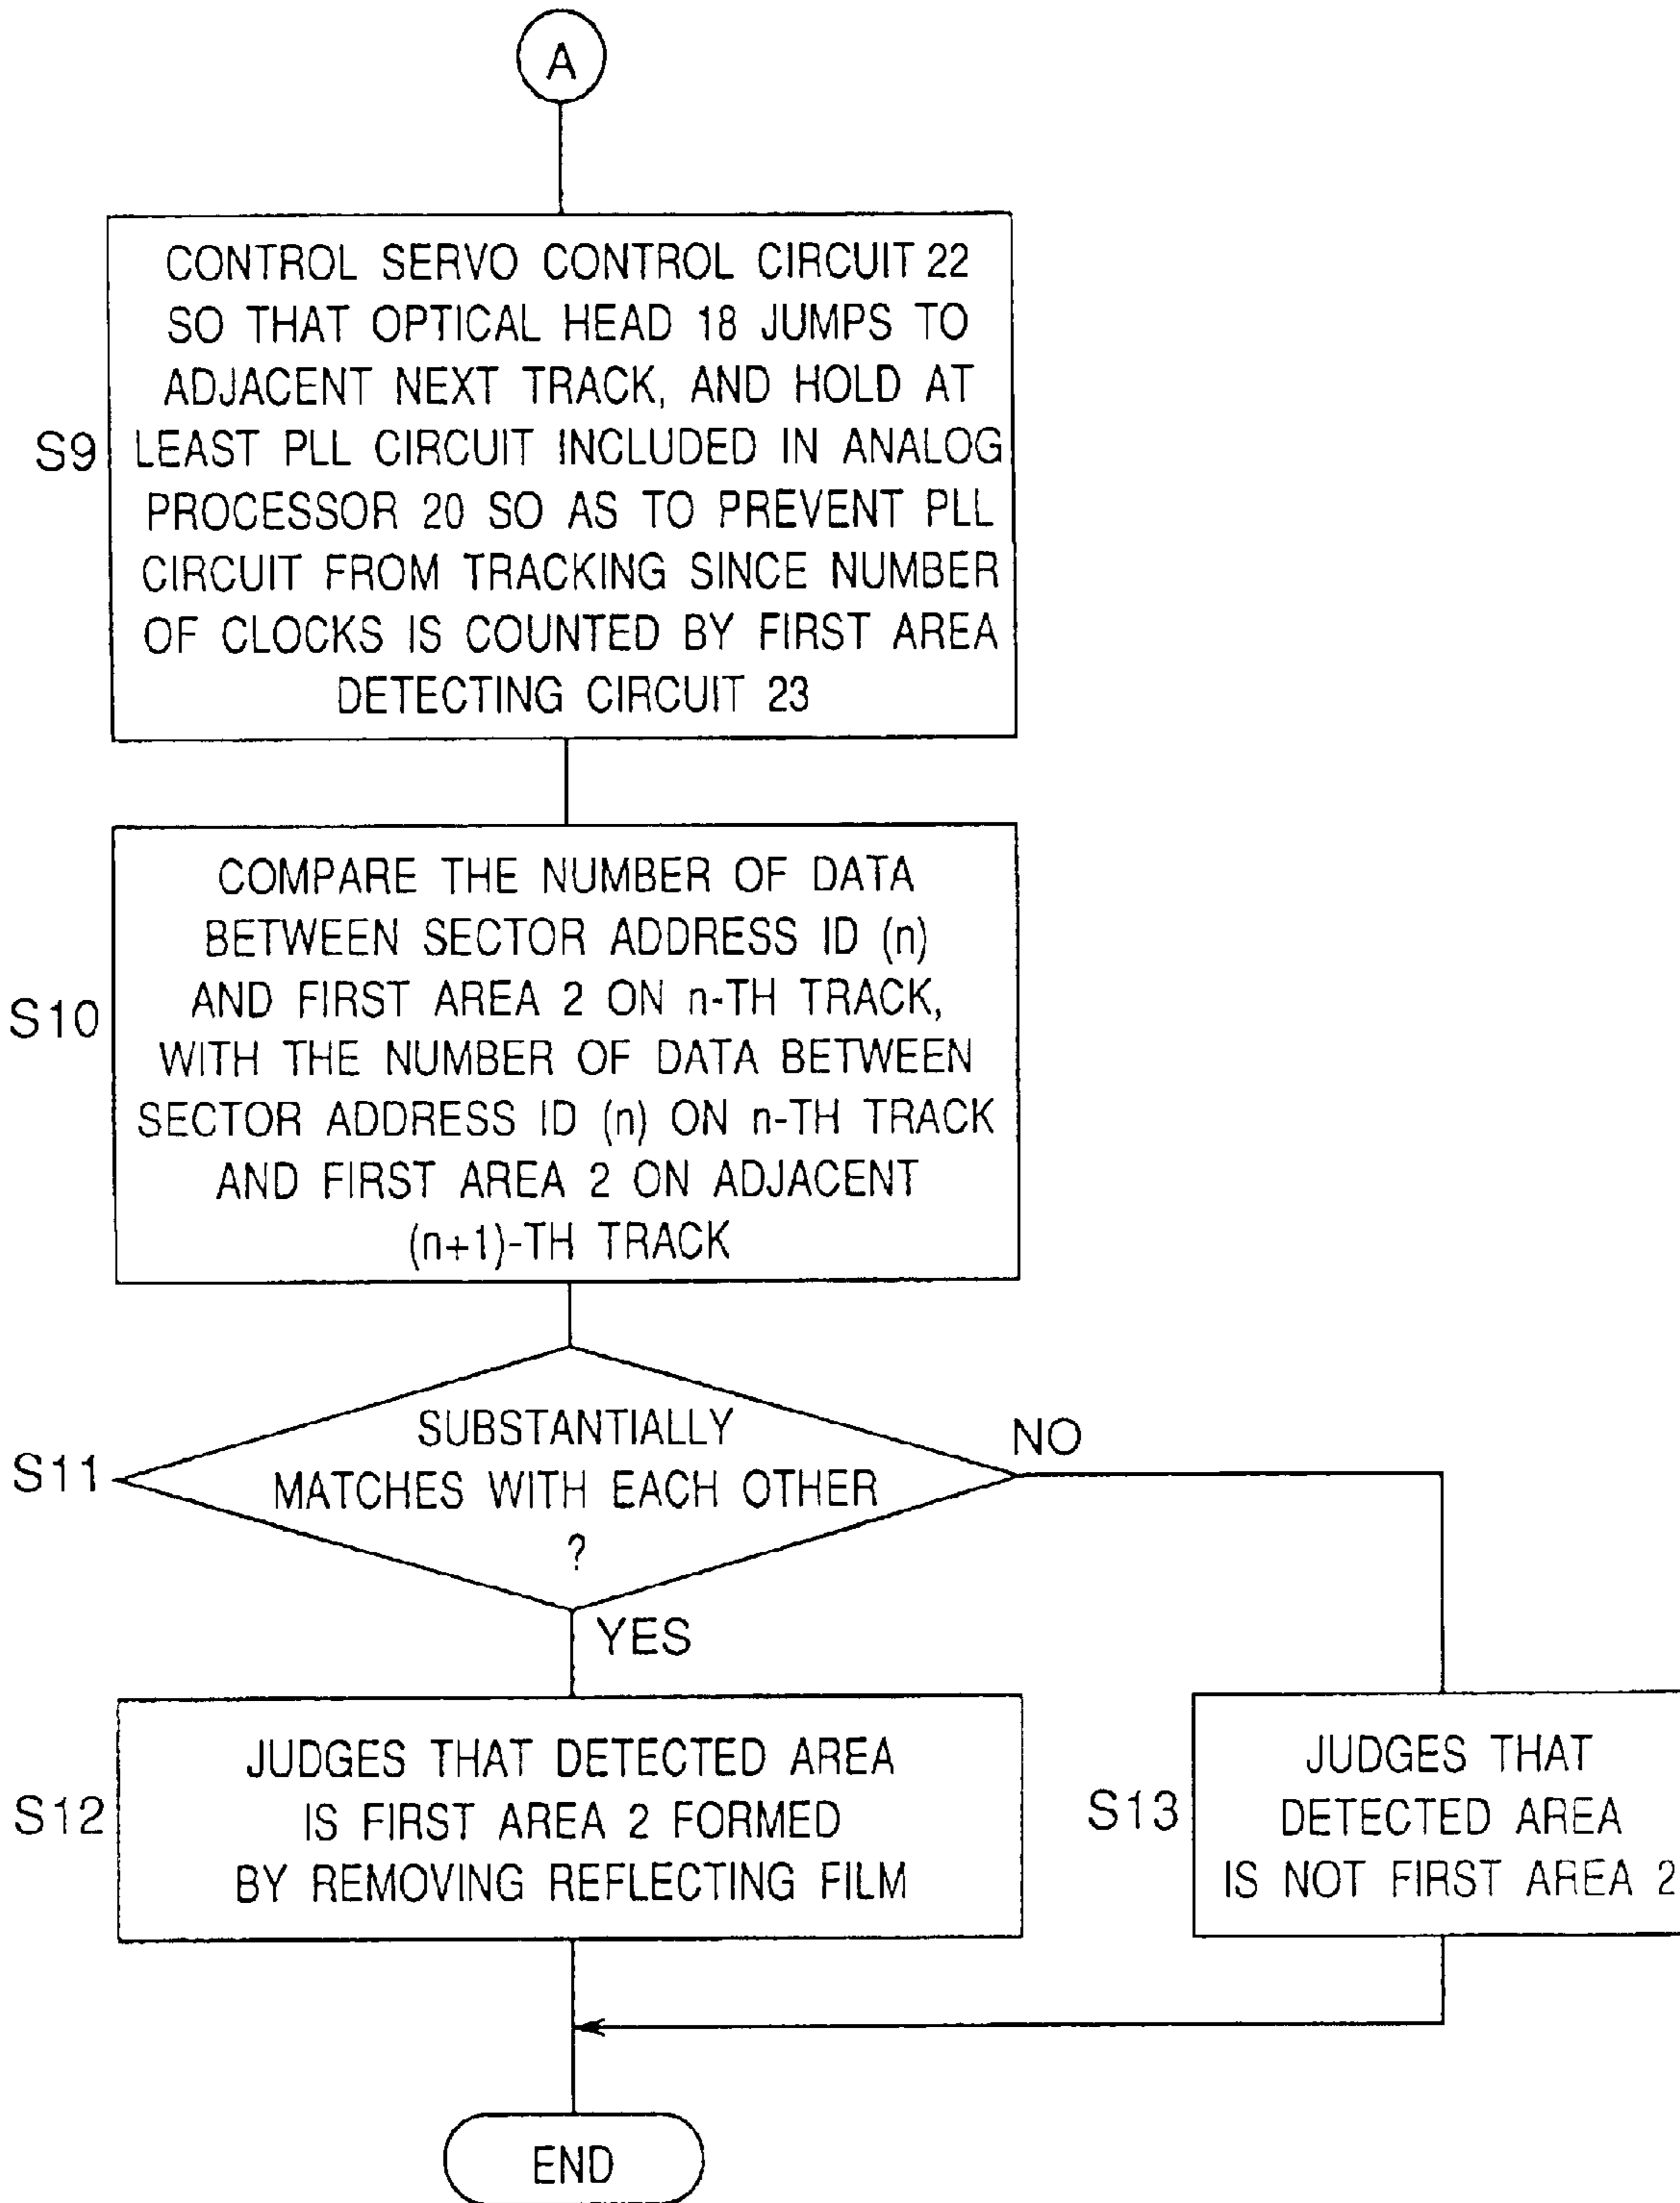 A
S9
CONTROL SERVO CONTROL CIRCUIT 22
SO THAT OPTICAL HEAD 18 JUMPS TO
ADJACENT NEXT TRACK, AND HOLD AT
LEAST PLL CIRCUIT INCLUDED IN ANALOG
PROCESSOR 20 SO AS TO PREVENT PLL
CIRCUIT FROM TRACKING SINCE NUMBER
OF CLOCKS IS COUNTED BY FIRST AREA
DETECTING CIRCUIT 23
S10
COMPARE THE NUMBER OF DATA
BETWEEN SECTOR ADDRESS ID (n)
AND FIRST AREA 2 ON n-TH TRACK,
WITH THE NUMBER OF DATA BETWEEN
SECTOR ADDRESS ID (n) ON n-TH TRACK
AND FIRST AREA 2 ON ADJACENT
(n+1)-TH TRACK
S11
SUBSTANTIALLY
MATCHES WITH EACH OTHER
?
NO
YES
S12
JUDGES THAT DETECTED AREA
IS FIRST AREA 2 FORMED
BY REMOVING REFLECTING FILM
S13
JUDGES THAT
DETECTED AREA
IS NOT FIRST AREA 2
END